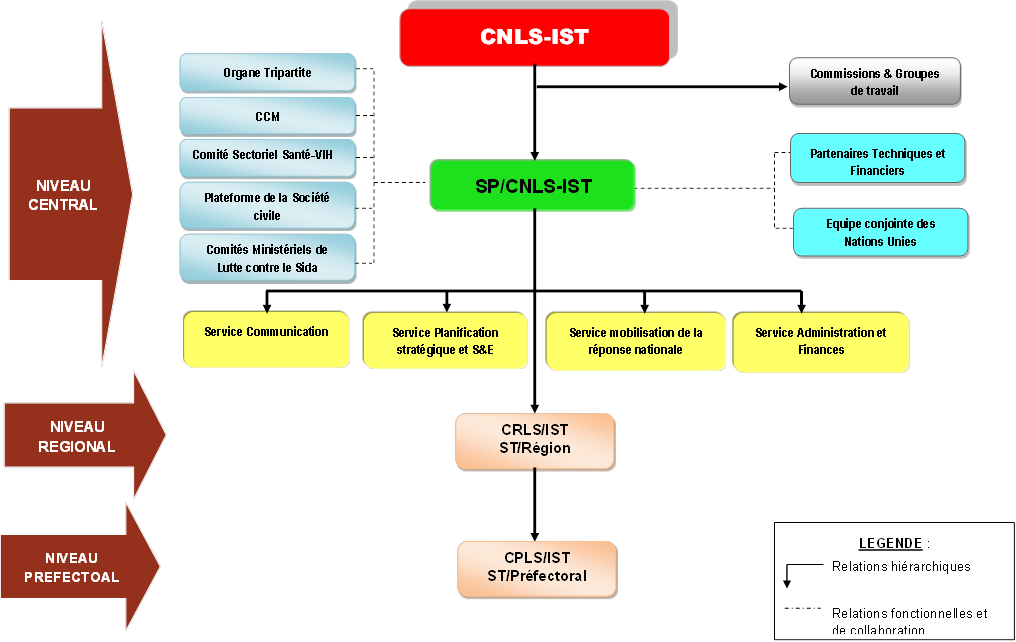 CNLS-IST
Organe Tripartite
CCM
Comité Sectoriel Santé-VIH
Plateforme de la Société
civile
Comités Ministériels de
Lutte contre le Sida
Commissions & Groupes
de travail
SP/CNLS-IST
Partenaires Techniques et
Financiers
Equipe conjointe des
Nations Unies
NIVEAU
CENTRAL
Service Communication
Service Planification
stratégique et S&E
Service mobilisation de la
réponse nationale
Service Administration et
Finances
NIVEAU
REGIONAL
CRLS/IST
ST/Région
NIVEAU
PREFECTOAL
CPLS/IST
ST/Préfectoral
LEGENDE :
Relations hiérarchiques
Relations fonctionnelles et
de collaboration